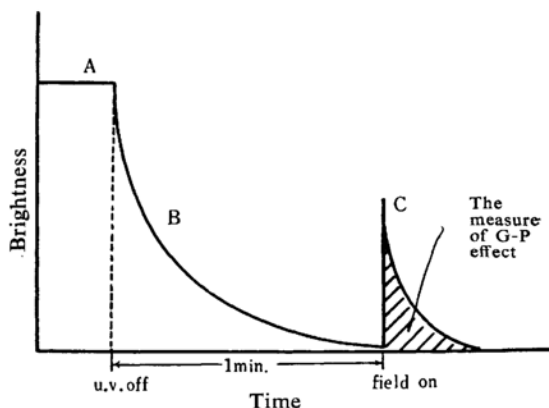 A
Brightness
B
C
The
measure
of G-P
effect
1min.
u.v.off
field on
Time